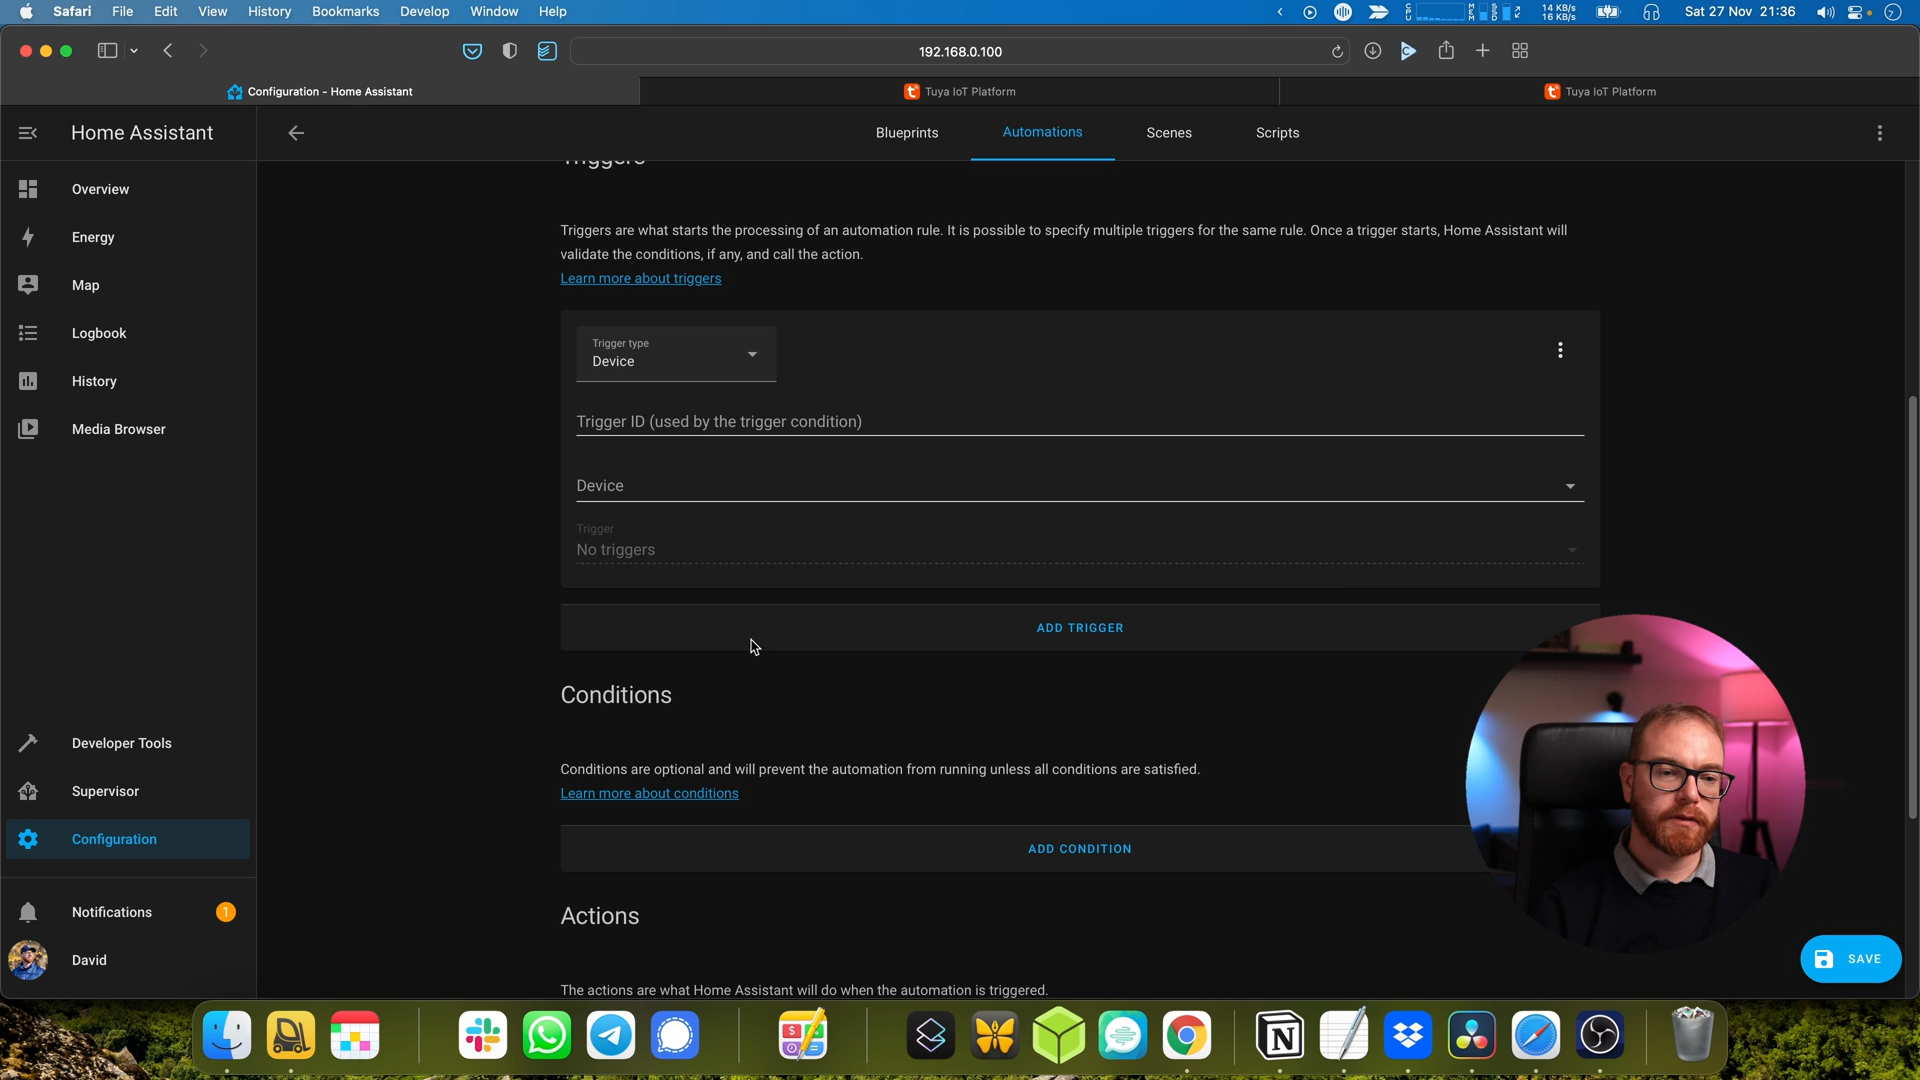 Safari File Edit View History Bookmarks Develop Window Help
14 KB/s
16 KB/s
Sat 27 Nov 21:36
192.168.0.100
Configuration - Home Assistant
Tuya IoT Platform
Tuya IoT Platform
Home Assistant
Blueprints Automations Scenes Scripts
Overview
Energy
Map
Logbook
History
Media Browser
Developer Tools
Supervisor
Configuration
Notifications 1
David
Triggers
Triggers are what starts the processing of an automation rule. It is possible to specify multiple triggers for the same rule. Once a trigger starts, Home Assistant will
validate the conditions, if any, and call the action.
Learn more about triggers
Trigger type
Device
Trigger ID (used by the trigger condition)
Device
Trigger
No triggers
ADD TRIGGER
Conditions
Conditions are optional and will prevent the automation from running unless all conditions are satisfied.
Learn more about conditions
ADD CONDITION
Actions
The actions are what Home Assistant will do when the automation is triggered.
SAVE